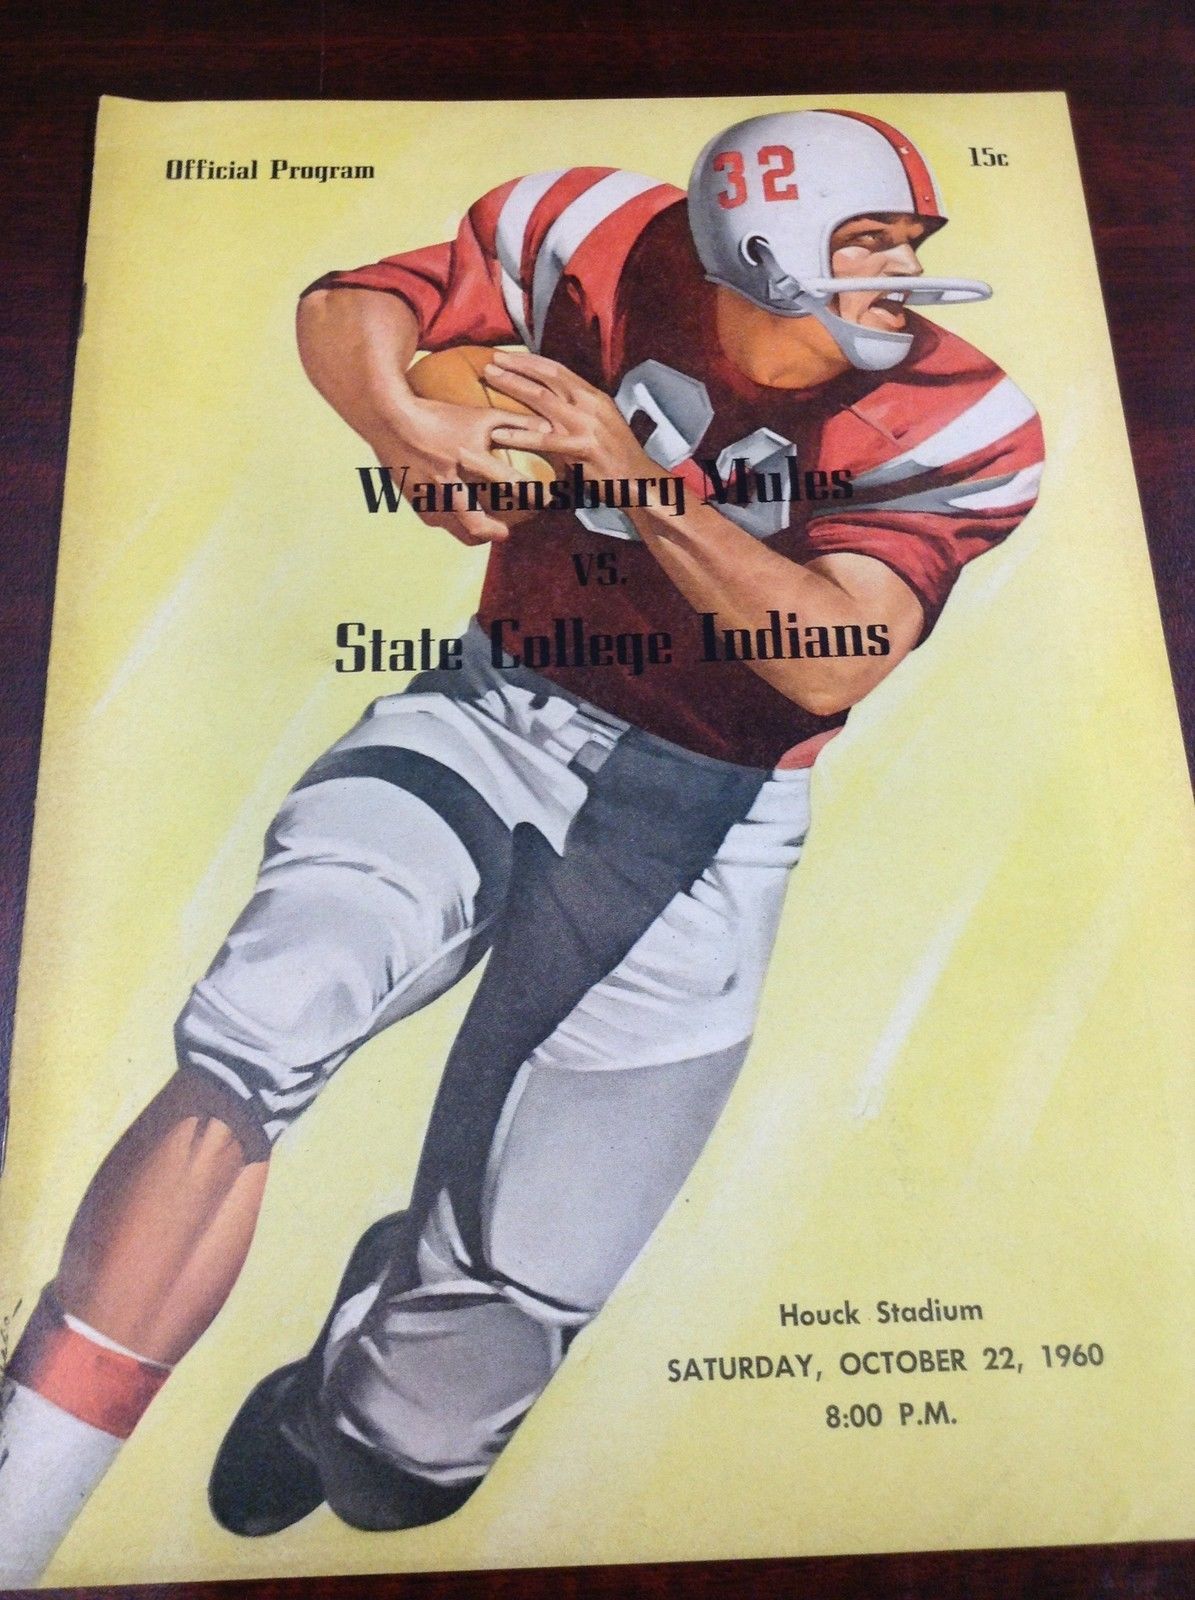 Official Program
15c
32
Warrensburg Mules
vs.
State College Indians
Houck Stadium
SATURDAY, OCTOBER 22, 1960
8:00 P.M.